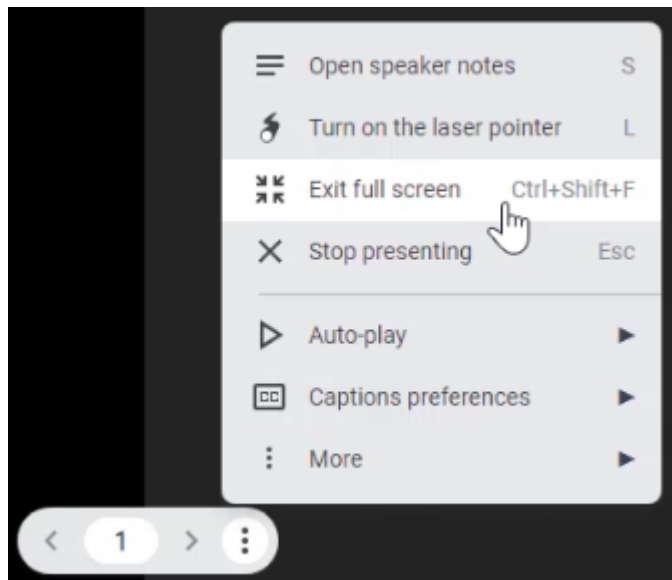 Open speaker notes S
Turn on the laser pointer L
Exit full screen Ctrl+Shift+F
Stop presenting Esc
Auto-play
CC Captions preferences
More
1